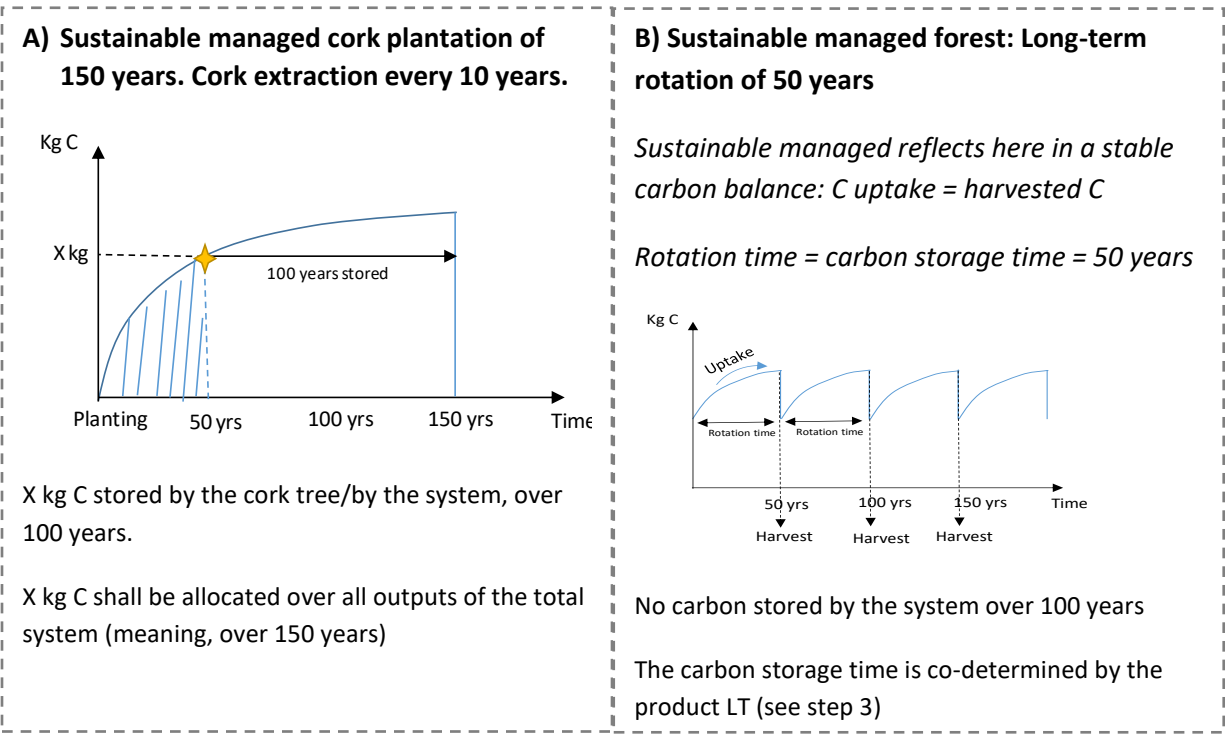 A) Sustainable managed cork plantation of
150 years. Cork extraction every 10 years.
Kg C
X kg
100 years stored
Planting
50 yrs
100 yrs
150 yrs
Time
X kg C stored by the cork tree/by the system, over
100 years.
X kg C shall be allocated over all outputs of the total
system (meaning, over 150 years)
B) Sustainable managed forest: Long-term
rotation of 50 years
Sustainable managed reflects here in a stable
carbon balance: C uptake = harvested C
Rotation time = carbon storage time = 50 years
Kg C
Uptake
Rotation time
Rotation time
50 yrs
100 yrs
150 yrs
Time
Harvest
Harvest
Harvest
No carbon stored by the system over 100 years
The carbon storage time is co-determined by the
product LT (see step 3)